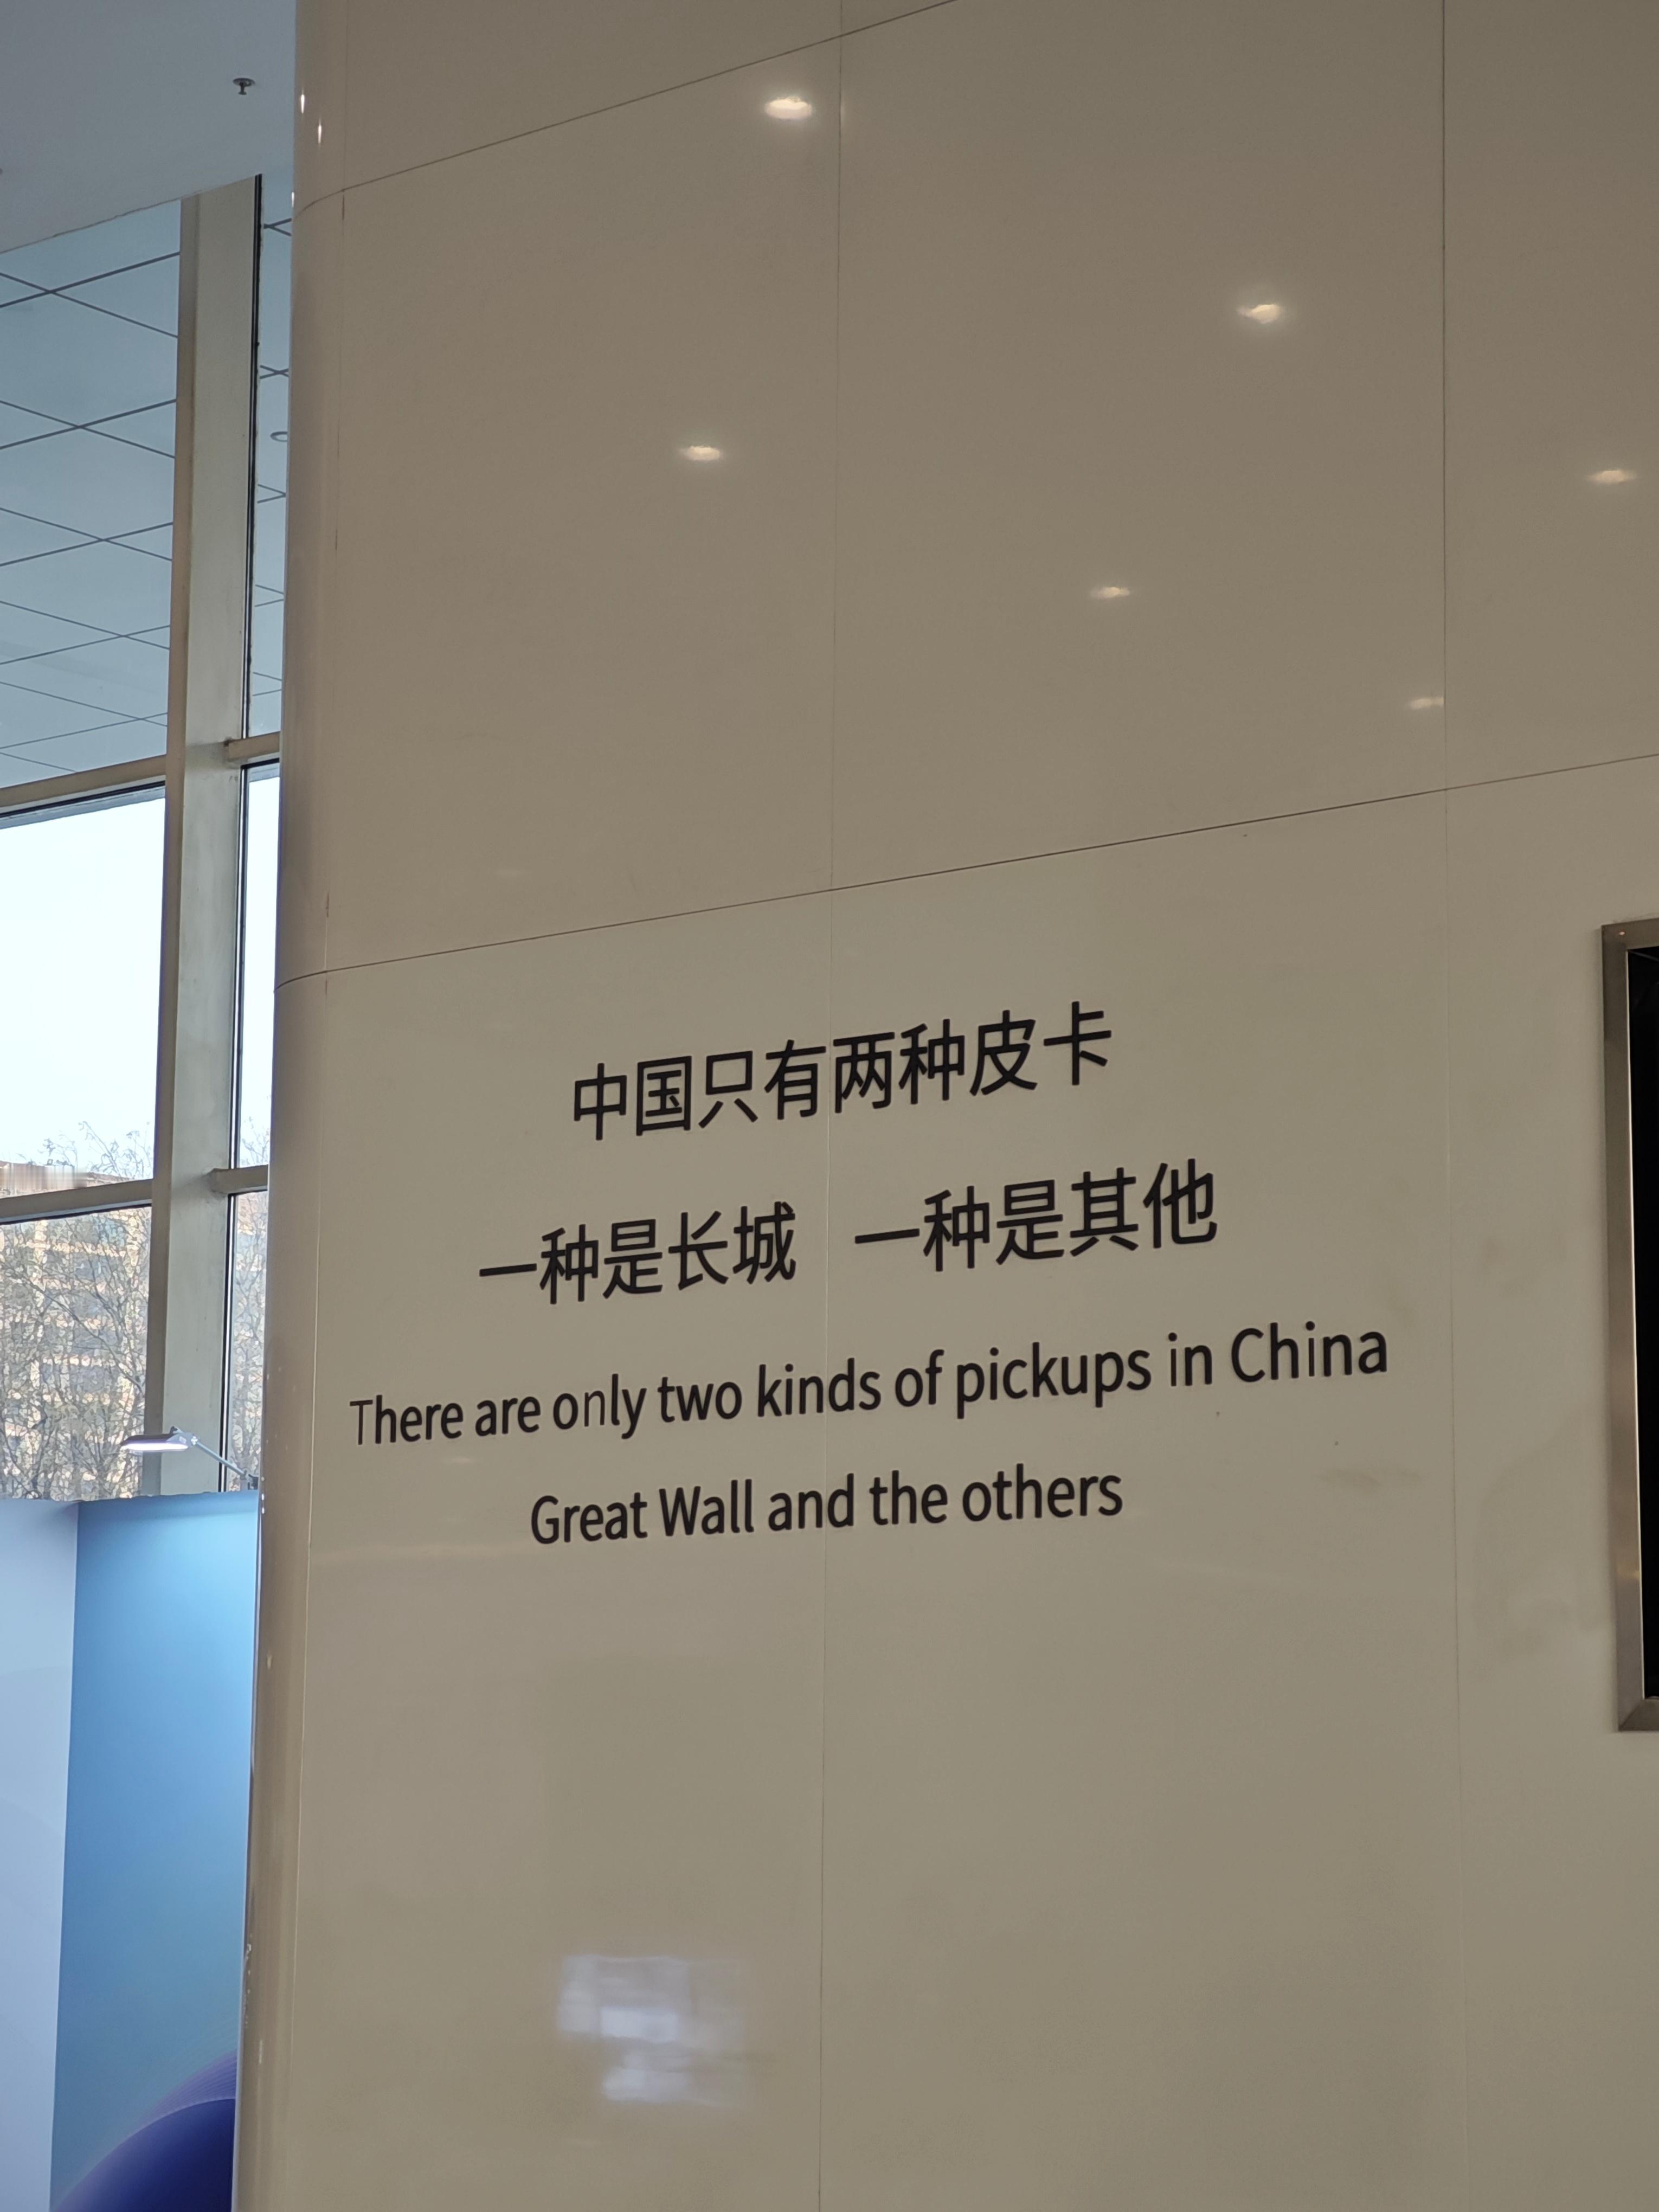 中国只有两种皮卡
一种是长城 一种是其他
There are only two kinds of pickups in China
Great Wall and the others